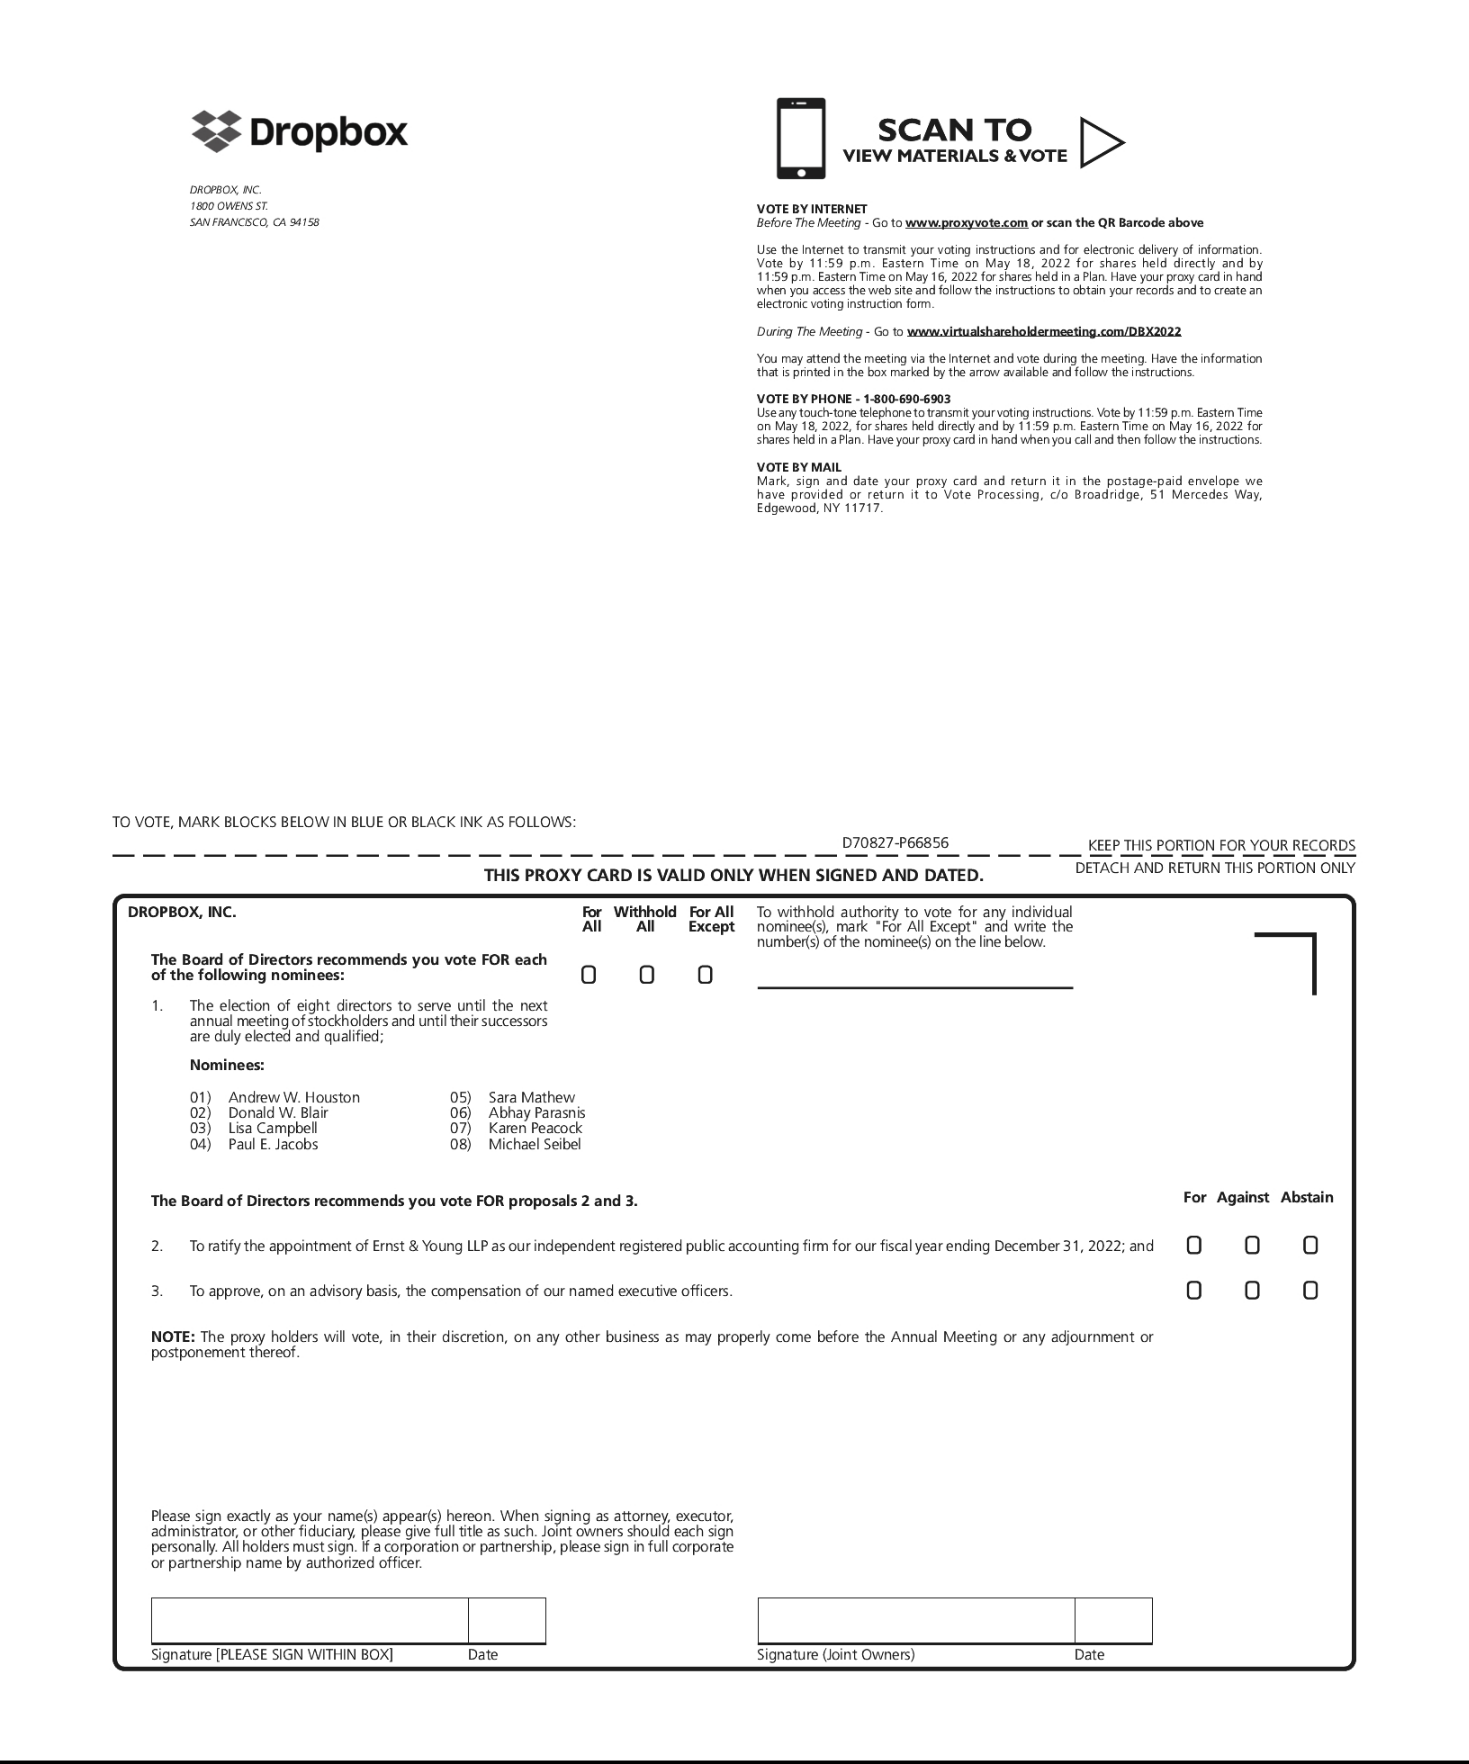 Dropbox
DROPBOX, INC.
1800 OWENS ST.
SAN FRANCISCO, CA 94158
SCAN TO
VIEW MATERIALS & VOTE
VOTE BY INTERNET
Before The Meeting - Go to www.proxyvote.com or scan the QR Barcode above
Use the Internet to transmit your voting instructions and for electronic delivery of information.
Vote by 11:59 p.m. Eastern Time on May 18, 2022 for shares held directly and by
11:59 p.m. Eastern Time on May 16, 2022 for shares held in a Plan. Have your proxy card in hand
when you access the web site and follow the instructions to obtain your records and to create an
electronic voting instruction form.
During The Meeting - Go to www.virtualshareholdermeeting.com/DBX2022
You may attend the meeting via the Internet and vote during the meeting. Have the information
that is printed in the box marked by the arrow available and follow the instructions.
VOTE BY PHONE - 1-800-690-6903
Use any touch-tone telephone to transmit your voting instructions. Vote by 11:59 p.m. Eastern Time
on May 18, 2022, for shares held directly and by 11:59 p.m. Eastern Time on May 16, 2022 for
shares held in a Plan. Have your proxy card in hand when you call and then follow the instructions.
VOTE BY MAIL
Mark, sign and date your proxy card and return it in the postage-paid envelope we
have provided or return it to Vote Processing, c/o Broadridge, 51 Mercedes Way,
Edgewood, NY 11717.
TO VOTE, MARK BLOCKS BELOW IN BLUE OR BLACK INK AS FOLLOWS:
D70827-P66856
KEEP THIS PORTION FOR YOUR RECORDS
DETACH AND RETURN THIS PORTION ONLY
THIS PROXY CARD IS VALID ONLY WHEN SIGNED AND DATED.
DROPBOX, INC.
For Withhold For All
All All Except
To withhold authority to vote for any individual
nominee(s), mark "For All Except" and write the
number(s) of the nominee(s) on the line below.
The Board of Directors recommends you vote FOR each
of the following nominees:
1. The election of eight directors to serve until the next
annual meeting of stockholders and until their successors
are duly elected and qualified;
Nominees:
01) Andrew W. Houston 05) Sara Mathew
02) Donald W. Blair 06) Abhay Parasnis
03) Lisa Campbell 07) Karen Peacock
04) Paul E. Jacobs 08) Michael Seibel
The Board of Directors recommends you vote FOR proposals 2 and 3.
For Against Abstain
2. To ratify the appointment of Ernst & Young LLP as our independent registered public accounting firm for our fiscal year ending December 31, 2022; and
3. To approve, on an advisory basis, the compensation of our named executive officers.
NOTE: The proxy holders will vote, in their discretion, on any other business as may properly come before the Annual Meeting or any adjournment or
postponement thereof.
Please sign exactly as your name(s) appear(s) hereon. When signing as attorney, executor,
administrator, or other fiduciary, please give full title as such. Joint owners should each sign
personally. All holders must sign. If a corporation or partnership, please sign in full corporate
or partnership name by authorized officer.
Signature [PLEASE SIGN WITHIN BOX] Date
Signature (Joint Owners) Date